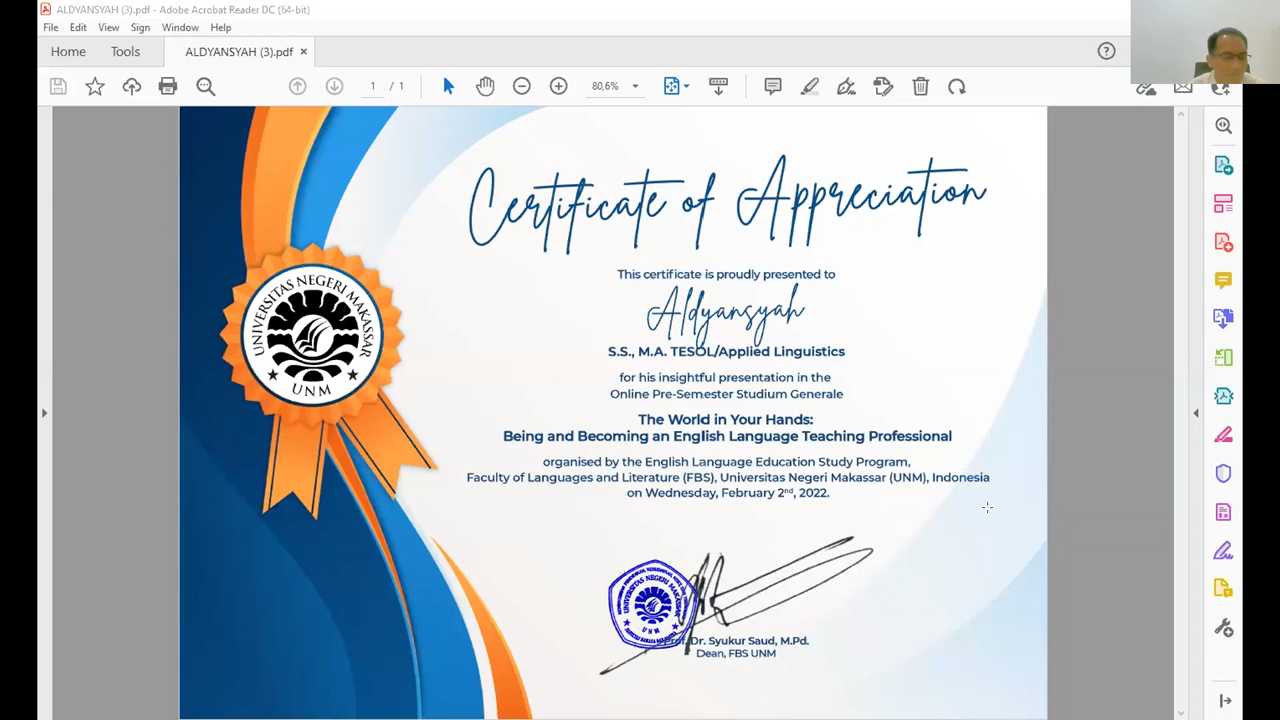 ALDYANSYAH (3).pdf - Adobe Acrobat Reader DC (64-bit)
File Edit View Sign Window Help
Home Tools ALDYANSYAH (3).pdf ×
1 / 1 80,6%
Certificate of Appreciation
This certificate is proudly presented to
Aldyansyah
S.S., M.A. TESOL/Applied Linguistics
for his insightful presentation in the
Online Pre-Semester Studium Generale
The World in Your Hands:
Being and Becoming an English Language Teaching Professional
organised by the English Language Education Study Program,
Faculty of Languages and Literature (FBS), Universitas Negeri Makassar (UNM), Indonesia
on Wednesday, February 2nd, 2022.
UNIVERSITAS NEGERI MAKASSAR
UNM
UNIVERSITAS NEGERI MAKASSAR
UNM
Prof. Dr. Syukur Saud, M.Pd.
Dean, FBS UNM